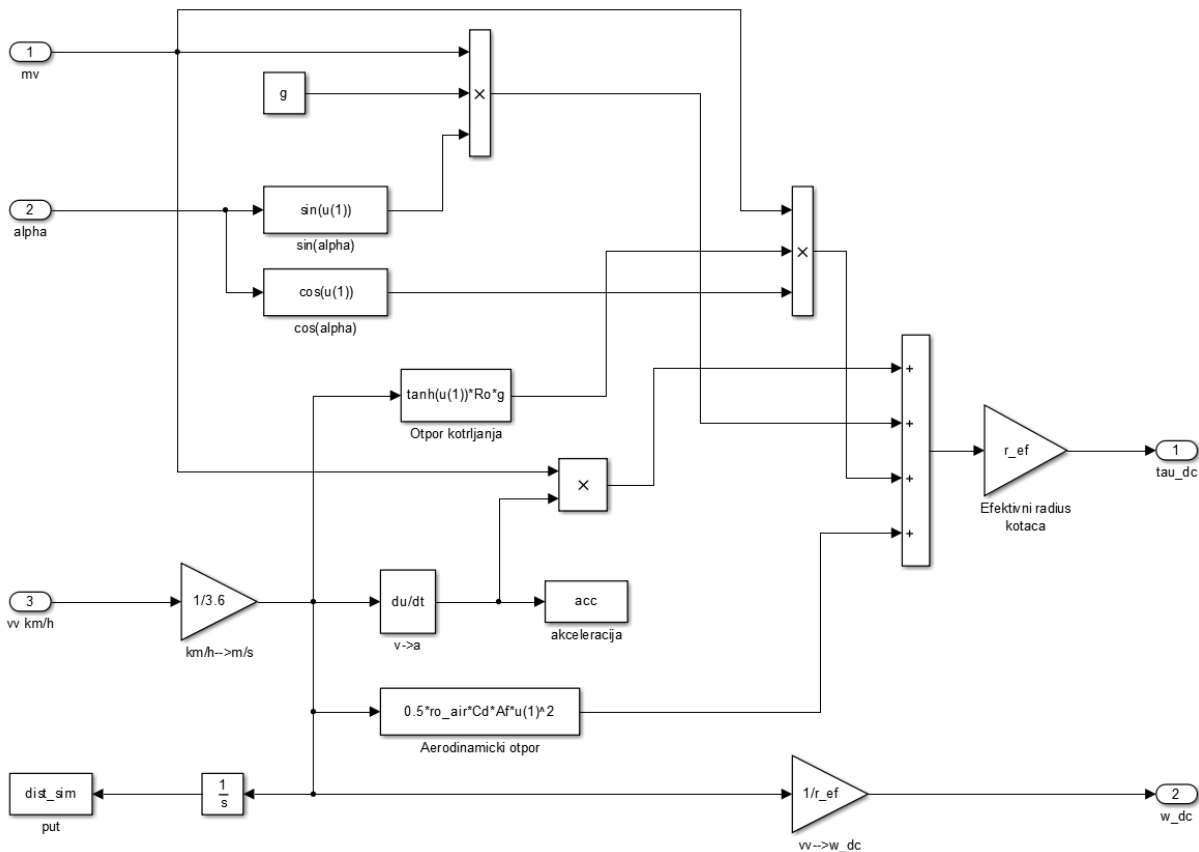 1
mv
g
×
2
alpha
sin(u(1))
sin(alpha)
×
cos(u(1))
cos(alpha)
tanh(u(1))*Ro*g
Otpor kotrljanja
+
+
+
+
r_ef
Efektivni radius
kotaca
1
tau_dc
×
3
vv km/h
1/3.6
km/h-->m/s
du/dt
v->a
acc
akceleracija
0.5*ro_air*Cd*Af*u(1)^2
Aerodinamicki otpor
dist_sim
put
1
s
1/r_ef
vv-->w_dc
2
w_dc